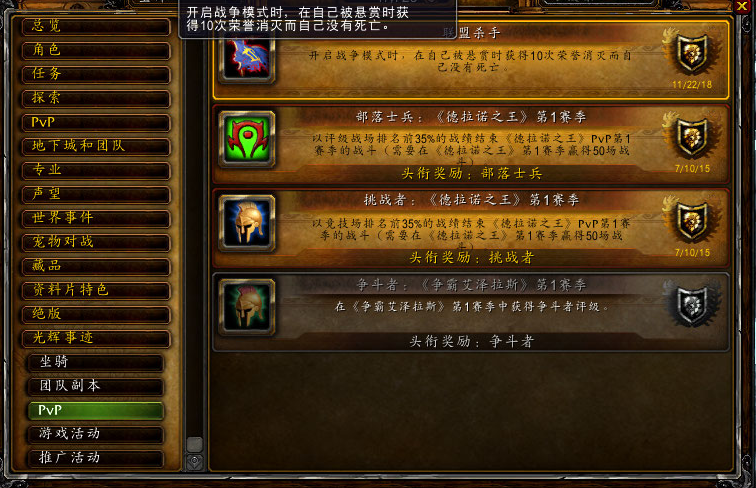 开启战争模式时，在自己被悬赏时获
得10次荣誉消灭而自己没有死亡。
总览
角色
任务
探索
PvP
地下城和团队
专业
声望
世界事件
宠物对战
藏品
资料片特色
绝版
光辉事迹
坐骑
团队副本
PvP
游戏活动
推广活动
联盟杀手
开启战争模式时，在自己被悬赏时获得10次荣誉消灭而自
己没有死亡。
11/22/18
部落士兵：《德拉诺之王》第1赛季
以评级战场排名前35%的战绩结束《德拉诺之王》PvP第1
赛季的战斗（需要在《德拉诺之王》第1赛季赢得50场战
斗）
头衔奖励：部落士兵
7/10/15
挑战者：《德拉诺之王》第1赛季
以竞技场排名前35%的战绩结束《德拉诺之王》PvP第1赛
季的战斗（需要在《德拉诺之王》第1赛季赢得50场战
斗）
头衔奖励：挑战者
7/10/15
争斗者：《争霸艾泽拉斯》第1赛季
在《争霸艾泽拉斯》第1赛季中获得争斗者评级。
头衔奖励：争斗者